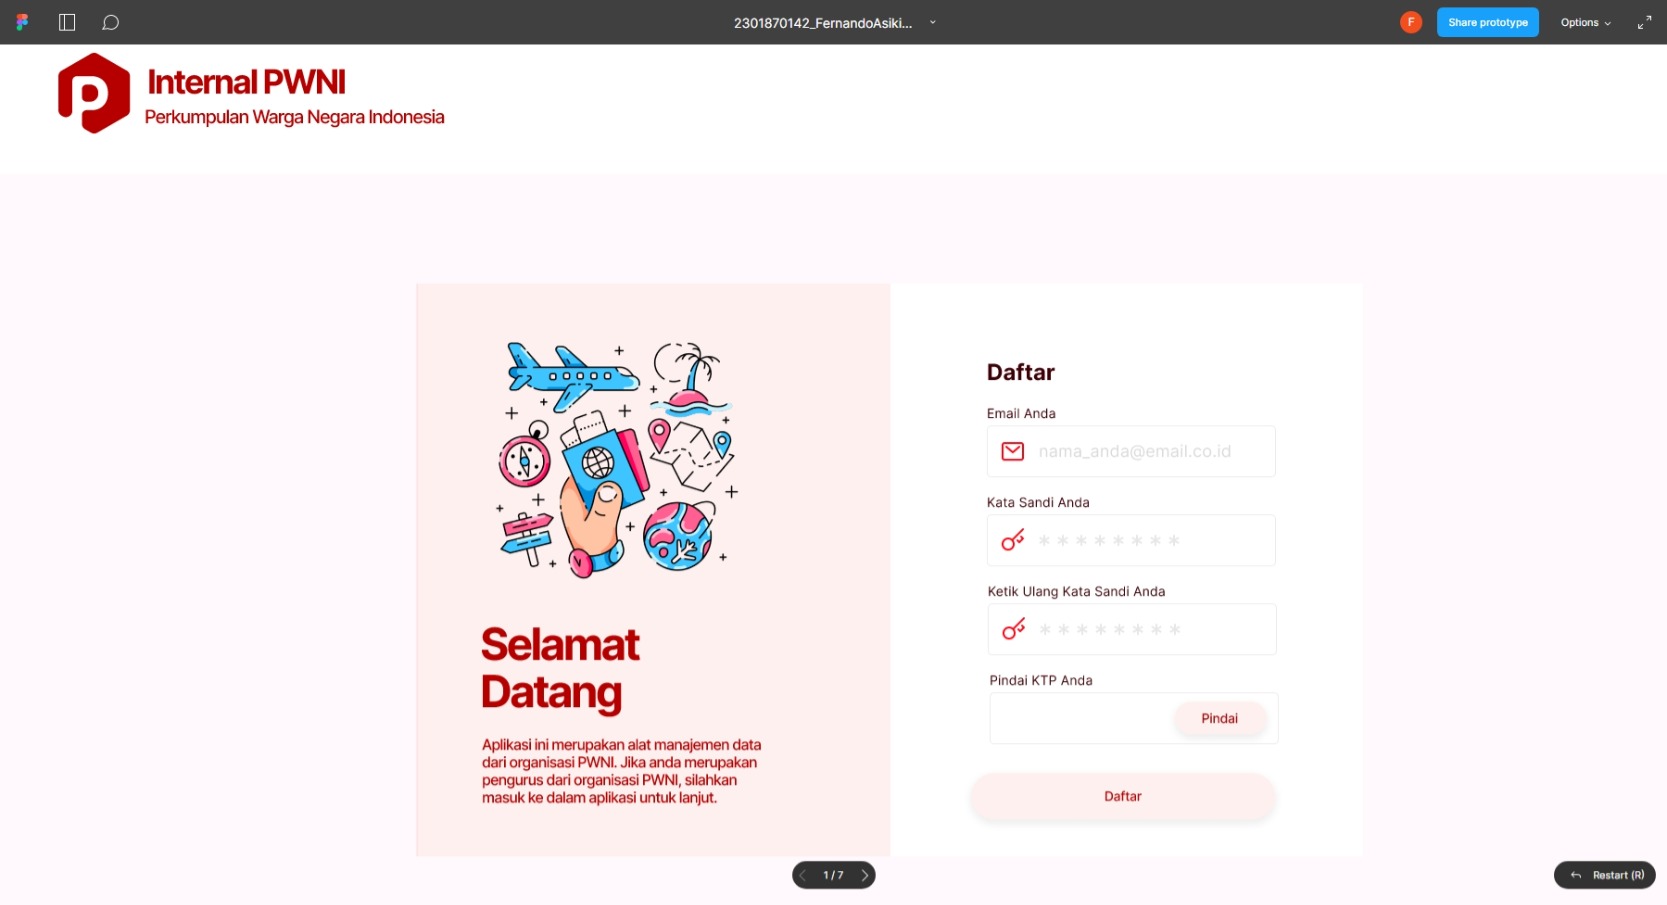 2301870142_FernandoAsiki...
F
Share prototype
Options
Internal PWNI
Perkumpulan Warga Negara Indonesia
Selamat
Datang
Aplikasi ini merupakan alat manajemen data
dari organisasi PWNI. Jika anda merupakan
pengurus dari organisasi PWNI, silahkan
masuk ke dalam aplikasi untuk lanjut.
Daftar
Email Anda
nama_anda@email.co.id
Kata Sandi Anda
* * * * * * * *
Ketik Ulang Kata Sandi Anda
* * * * * * * *
Pindai KTP Anda
Pindai
Daftar
1 / 7
Restart (R)